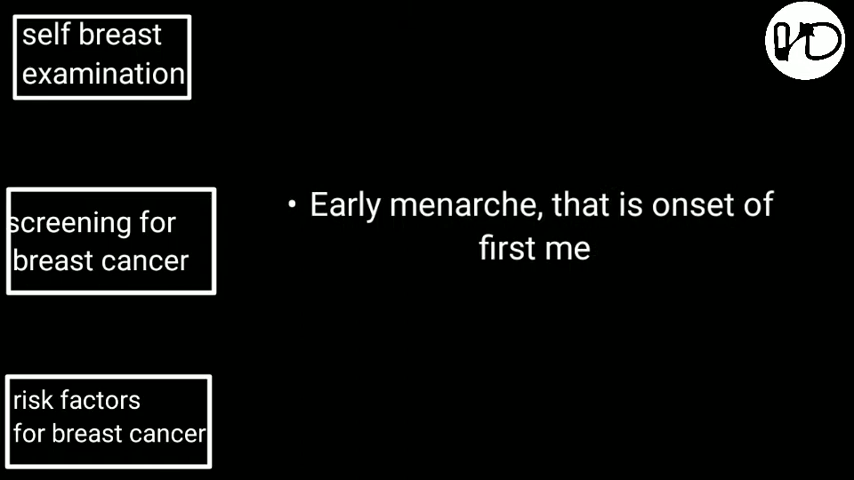 self breast
examination
screening for
breast cancer
risk factors
for breast cancer
• Early menarche, that is onset of
first me